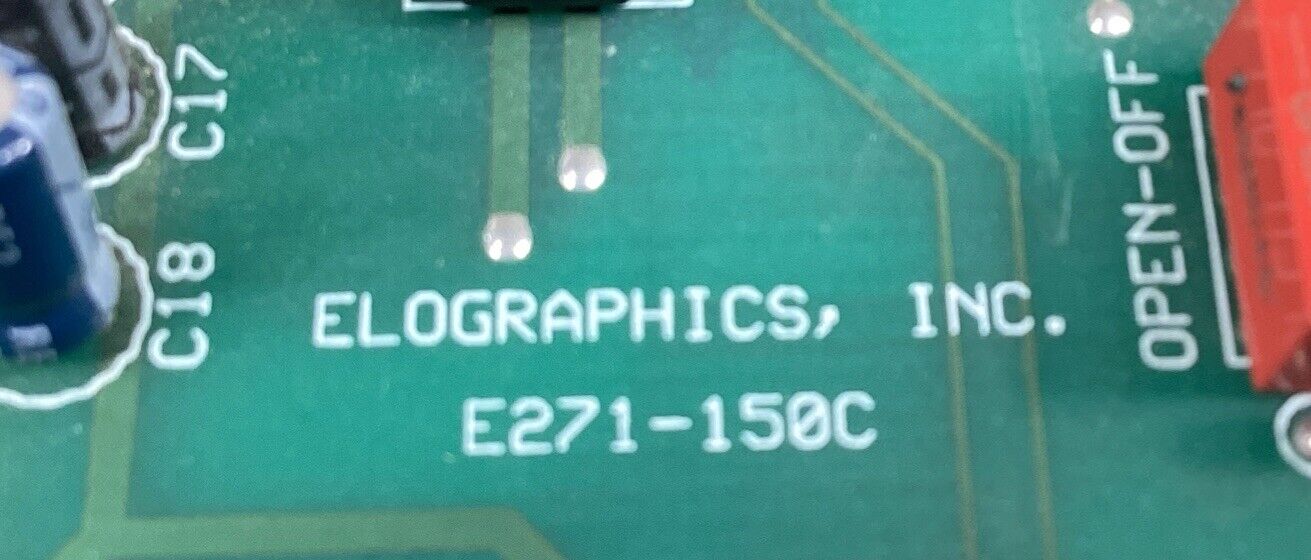 C17
C18
ELOGRAPHICS, INC.
E271-150C
OPEN-OFF